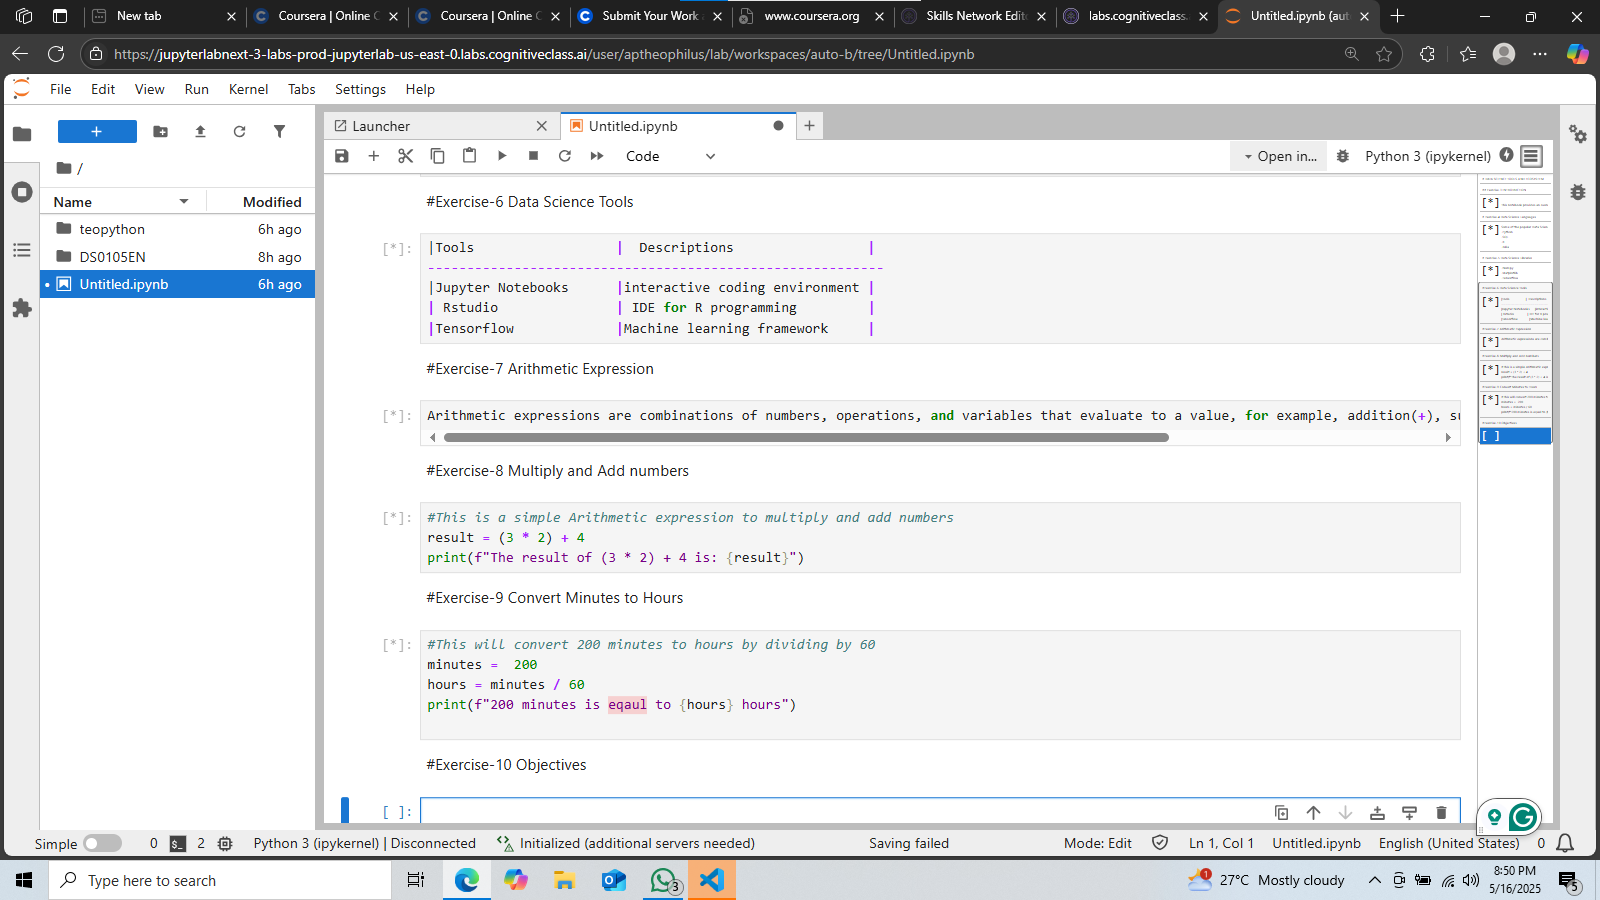 New tab
Coursera | Online C
Coursera | Online C
Submit Your Work
www.coursera.org
Skills Network Edit
labs.cognitiveclass.
Untitled.ipynb (aut
https://jupyterlabnext-3-labs-prod-jupyterlab-us-east-0.labs.cognitiveclass.ai/user/aptheophilus/lab/workspaces/auto-b/tree/Untitled.ipynb
File Edit View Run Kernel Tabs Settings Help
Launcher
Untitled.ipynb
Code
Open in...
Python 3 (ipykernel)
/
Name Modified
teopython 6h ago
DS0105EN 8h ago
Untitled.ipynb 6h ago
#Exercise-6 Data Science Tools
[*]:
|Tools | Descriptions |
----------------------------------------------------------
|Jupyter Notebooks |interactive coding environment |
| Rstudio | IDE for R programming |
|Tensorflow |Machine learning framework |
#Exercise-7 Arithmetic Expression
[*]: Arithmetic expressions are combinations of numbers, operations, and variables that evaluate to a value, for example, addition(+), su
#Exercise-8 Multiply and Add numbers
[*]: #This is a simple Arithmetic expression to multiply and add numbers
result = (3 * 2) + 4
print(f"The result of (3 * 2) + 4 is: {result}")
#Exercise-9 Convert Minutes to Hours
[*]: #This will convert 200 minutes to hours by dividing by 60
minutes = 200
hours = minutes / 60
print(f"200 minutes is eqaul to {hours} hours")
#Exercise-10 Objectives
[ ]:
[*]
[*]
[*]
[*]
[*]
[*]
[*]
[ ]
Simple 0 2 Python 3 (ipykernel) | Disconnected Initialized (additional servers needed) Saving failed Mode: Edit Ln 1, Col 1 Untitled.ipynb English (United States) 0
Type here to search
3
1
27°C Mostly cloudy
8:50 PM
5/16/2025
5